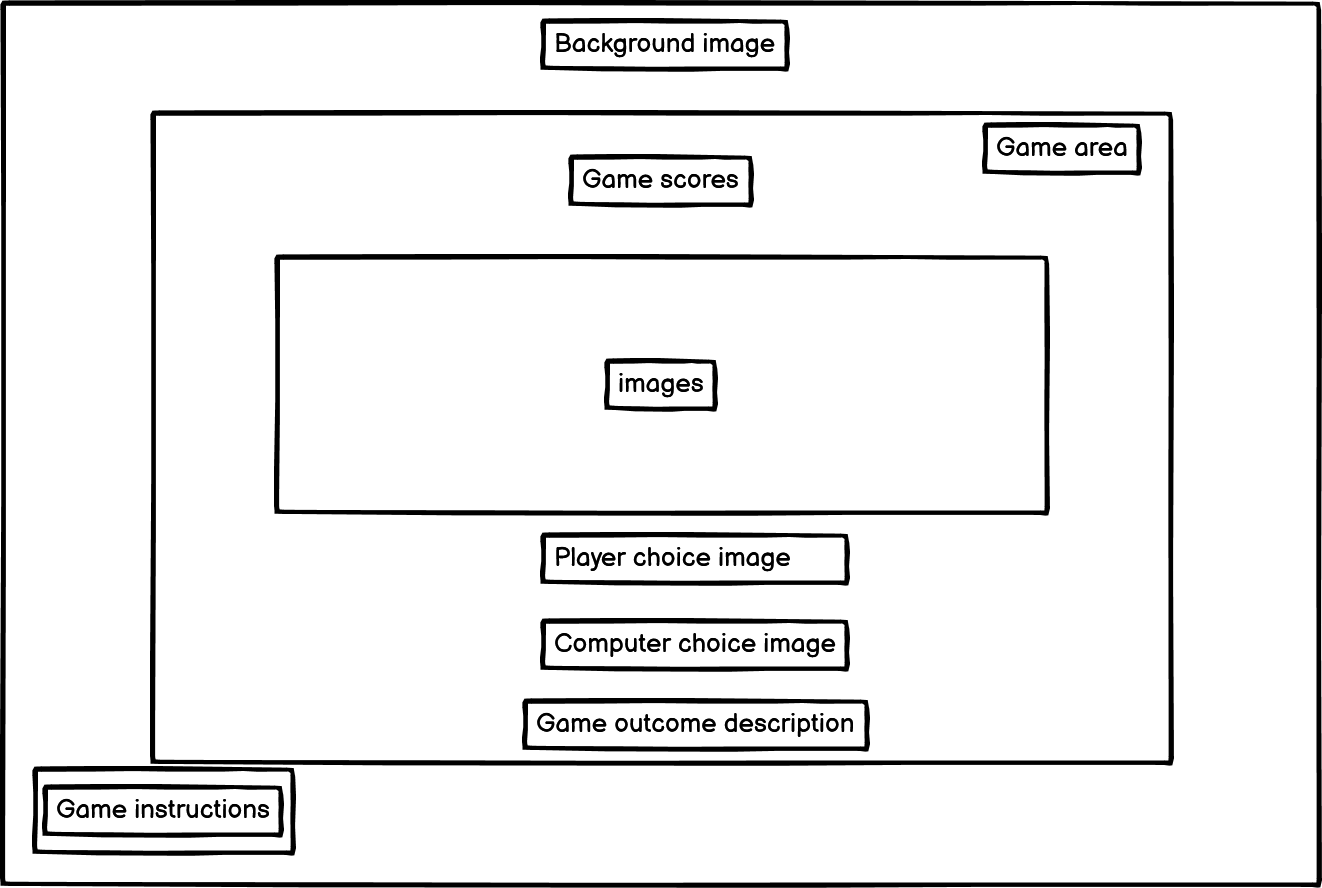 Background image
Game area
Game scores
images
Player choice image
Computer choice image
Game outcome description
Game instructions